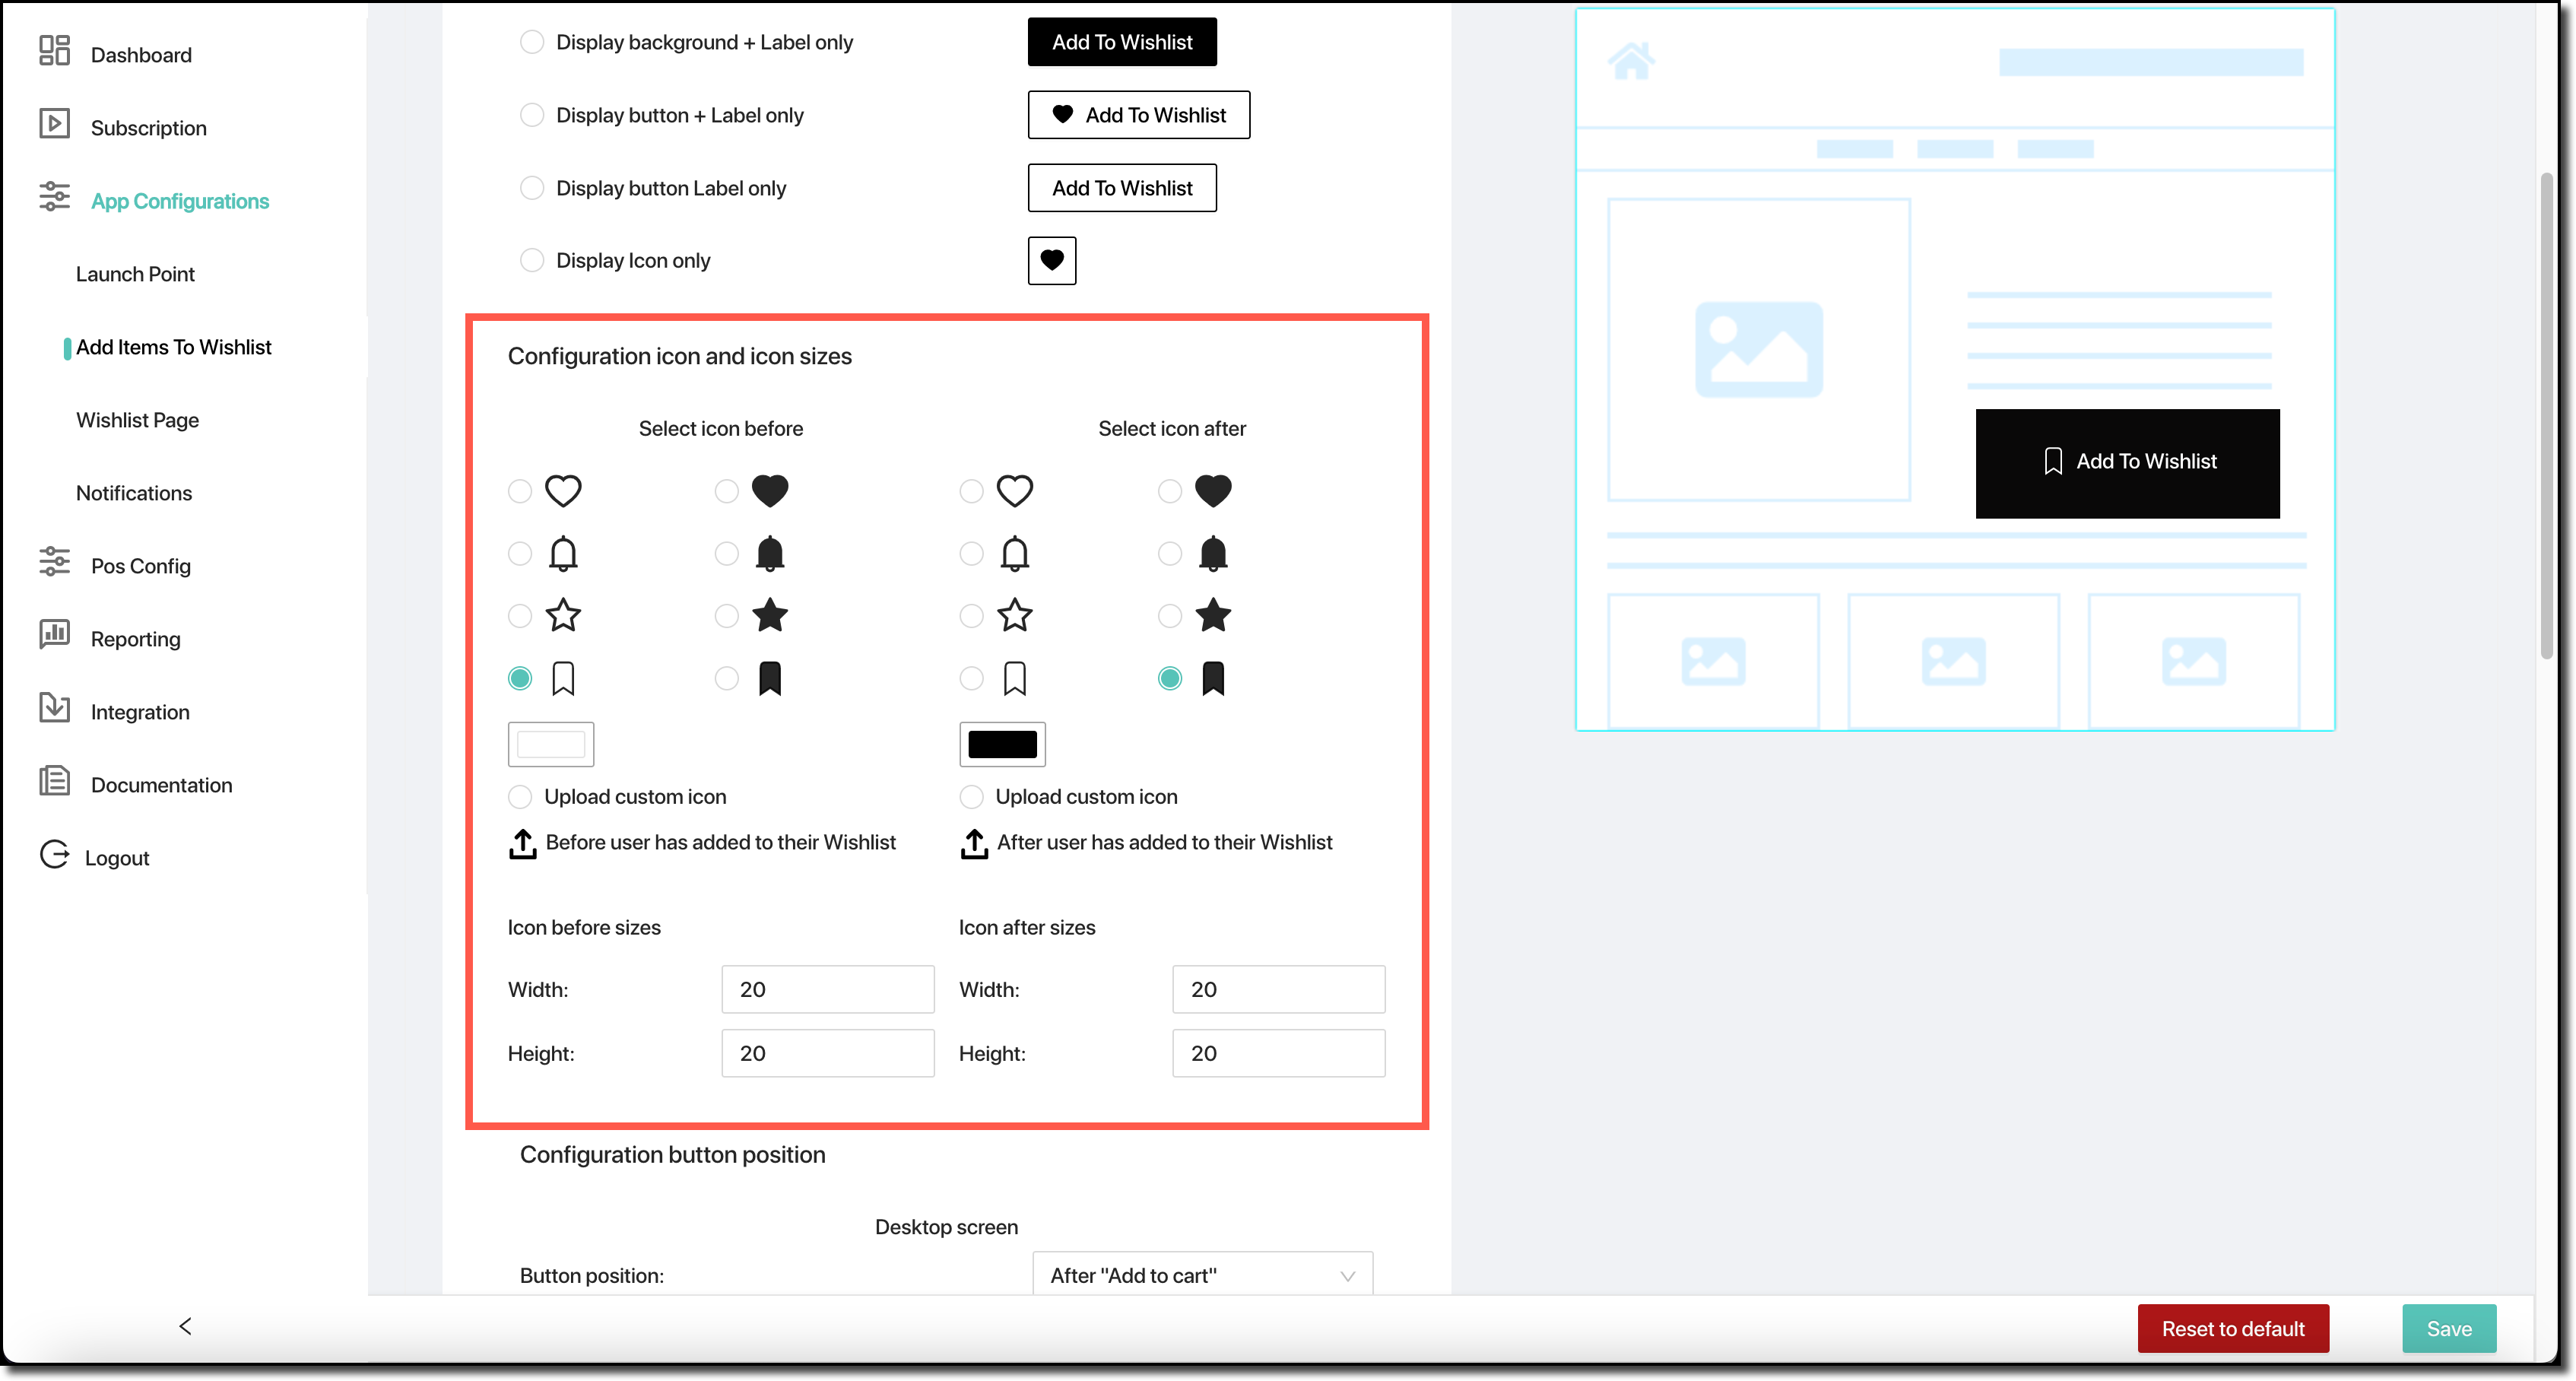 Dashboard
Subscription
App Configurations
Launch Point
Add Items To Wishlist
Wishlist Page
Notifications
Pos Config
Reporting
Integration
Documentation
Logout
Display background + Label only
Add To Wishlist
Display button + Label only
Add To Wishlist
Display button Label only
Add To Wishlist
Display Icon only
Configuration icon and icon sizes
Select icon before
Select icon after
Upload custom icon
Upload custom icon
Before user has added to their Wishlist
After user has added to their Wishlist
Icon before sizes
Icon after sizes
Width: 20
Width: 20
Height: 20
Height: 20
Configuration button position
Desktop screen
Button position: After "Add to cart"
Add To Wishlist
Reset to default
Save